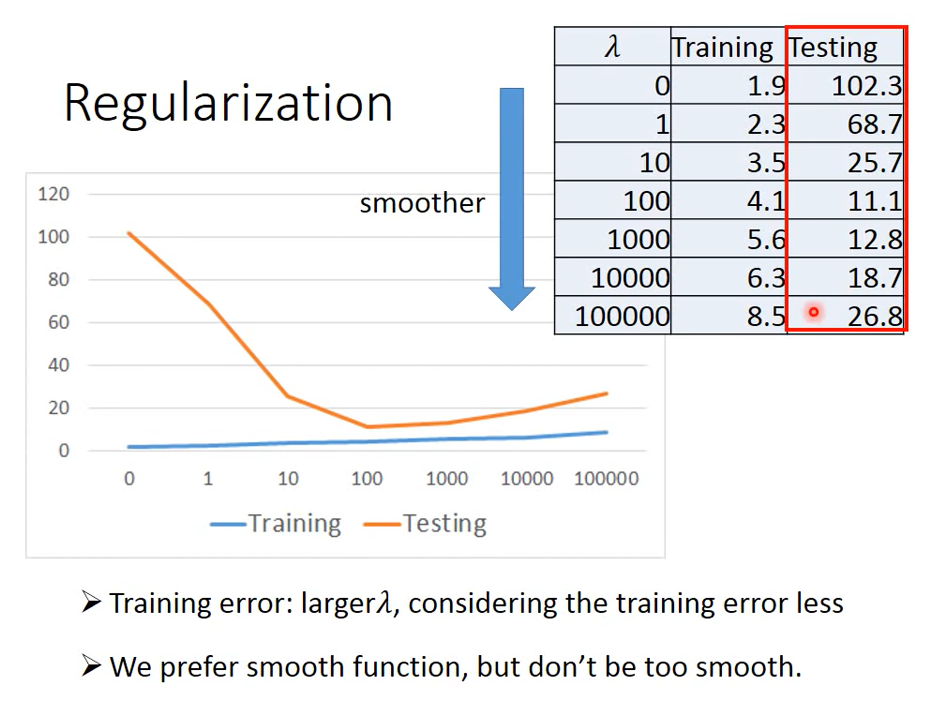 Regularization
smoother
λ Training Testing
0 1.9 102.3
1 2.3 68.7
10 3.5 25.7
100 4.1 11.1
1000 5.6 12.8
10000 6.3 18.7
100000 8.5 26.8
120
100
80
60
40
20
0
0 1 10 100 1000 10000 100000
Training Testing
➢ Training error: largerλ, considering the training error less
➢ We prefer smooth function, but don’t be too smooth.